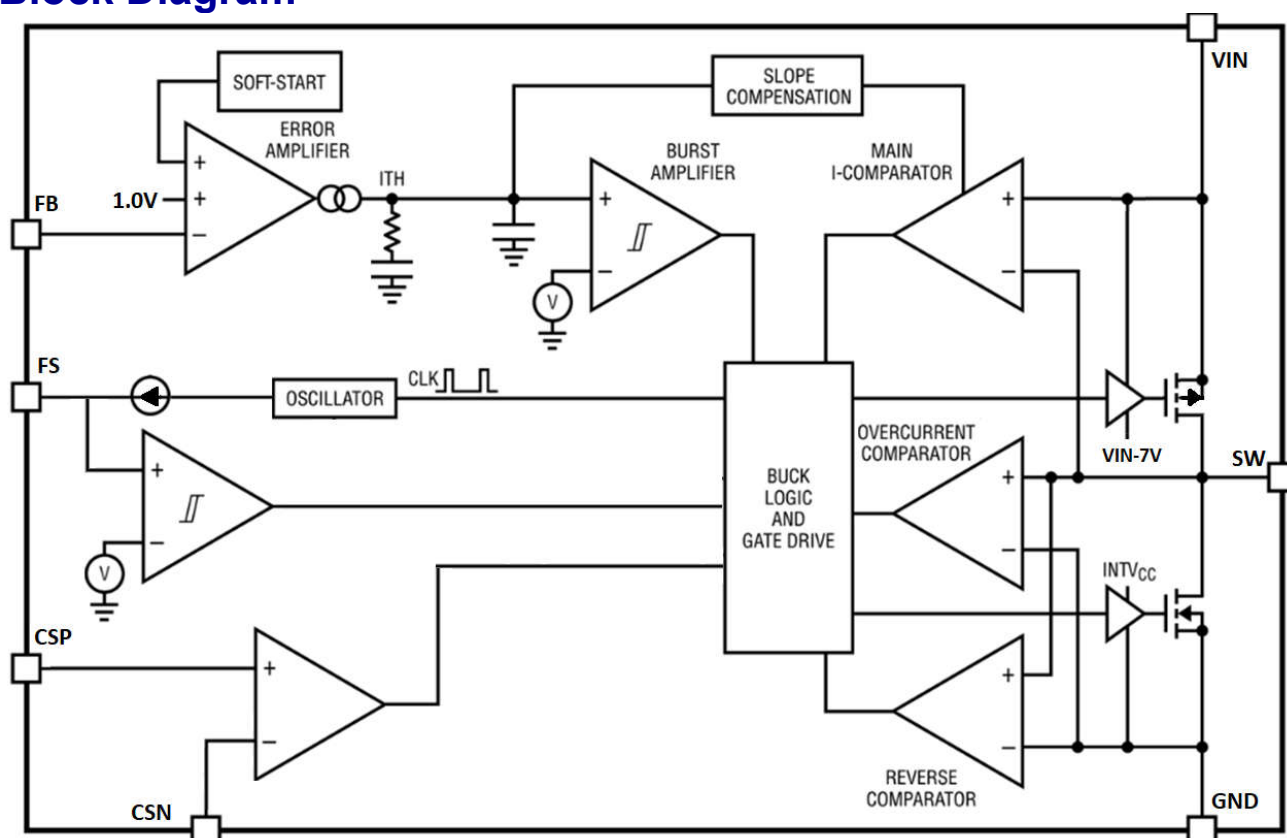 Block Diagram
VIN
SOFT-START
SLOPE
COMPENSATION
ERROR
AMPLIFIER
BURST
AMPLIFIER
MAIN
I-COMPARATOR
ITH
FB
1.0V
+
+
−
+
−
V
+
−
FS
CLK
OSCILLATOR
OVERCURRENT
COMPARATOR
VIN-7V
SW
+
−
V
BUCK
LOGIC
AND
GATE DRIVE
+
−
INTVCC
CSP
+
−
+
−
REVERSE
COMPARATOR
CSN
GND